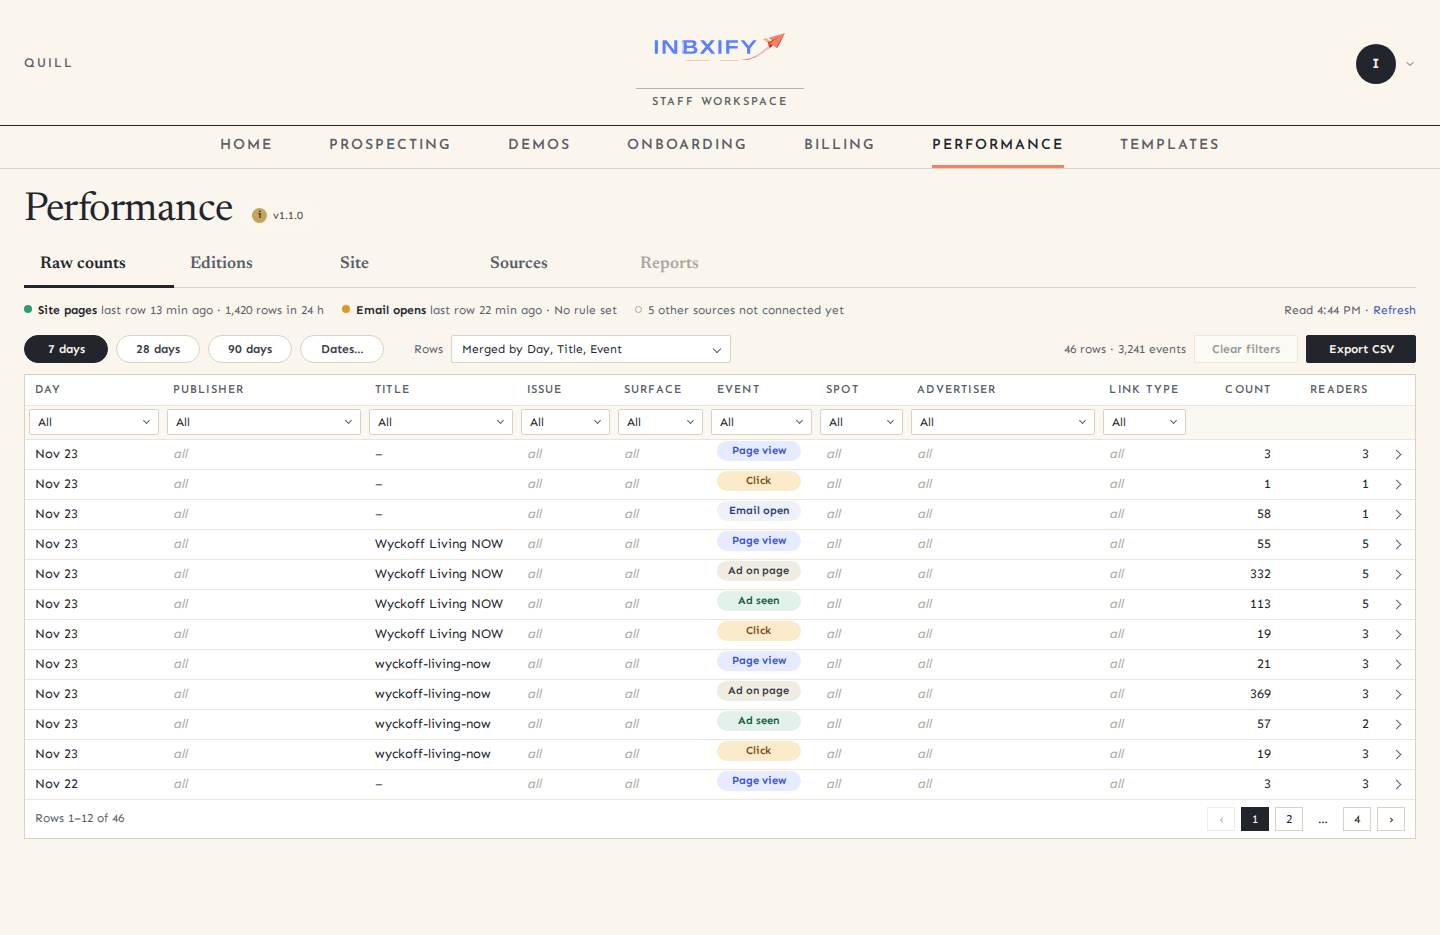 QUILL
INBXIFY
STAFF WORKSPACE
I
HOME PROSPECTING DEMOS ONBOARDING BILLING PERFORMANCE TEMPLATES
Performance i v1.1.0
Raw counts Editions Site Sources Reports
Site pages last row 13 min ago · 1,420 rows in 24 h Email opens last row 22 min ago · No rule set 5 other sources not connected yet Read 4:44 PM · Refresh
7 days 28 days 90 days Dates... Rows Merged by Day, Title, Event 46 rows · 3,241 events Clear filters Export CSV
DAY PUBLISHER TITLE ISSUE SURFACE EVENT SPOT ADVERTISER LINK TYPE COUNT READERS
All All All All All All All All All
Nov 23 all – all all Page view all all all 3 3
Nov 23 all – all all Click all all all 1 1
Nov 23 all – all all Email open all all all 58 1
Nov 23 all Wyckoff Living NOW all all Page view all all all 55 5
Nov 23 all Wyckoff Living NOW all all Ad on page all all all 332 5
Nov 23 all Wyckoff Living NOW all all Ad seen all all all 113 5
Nov 23 all Wyckoff Living NOW all all Click all all all 19 3
Nov 23 all wyckoff-living-now all all Page view all all all 21 3
Nov 23 all wyckoff-living-now all all Ad on page all all all 369 3
Nov 23 all wyckoff-living-now all all Ad seen all all all 57 2
Nov 23 all wyckoff-living-now all all Click all all all 19 3
Nov 22 all – all all Page view all all all 3 3
Rows 1–12 of 46 ‹ 1 2 ... 4 ›